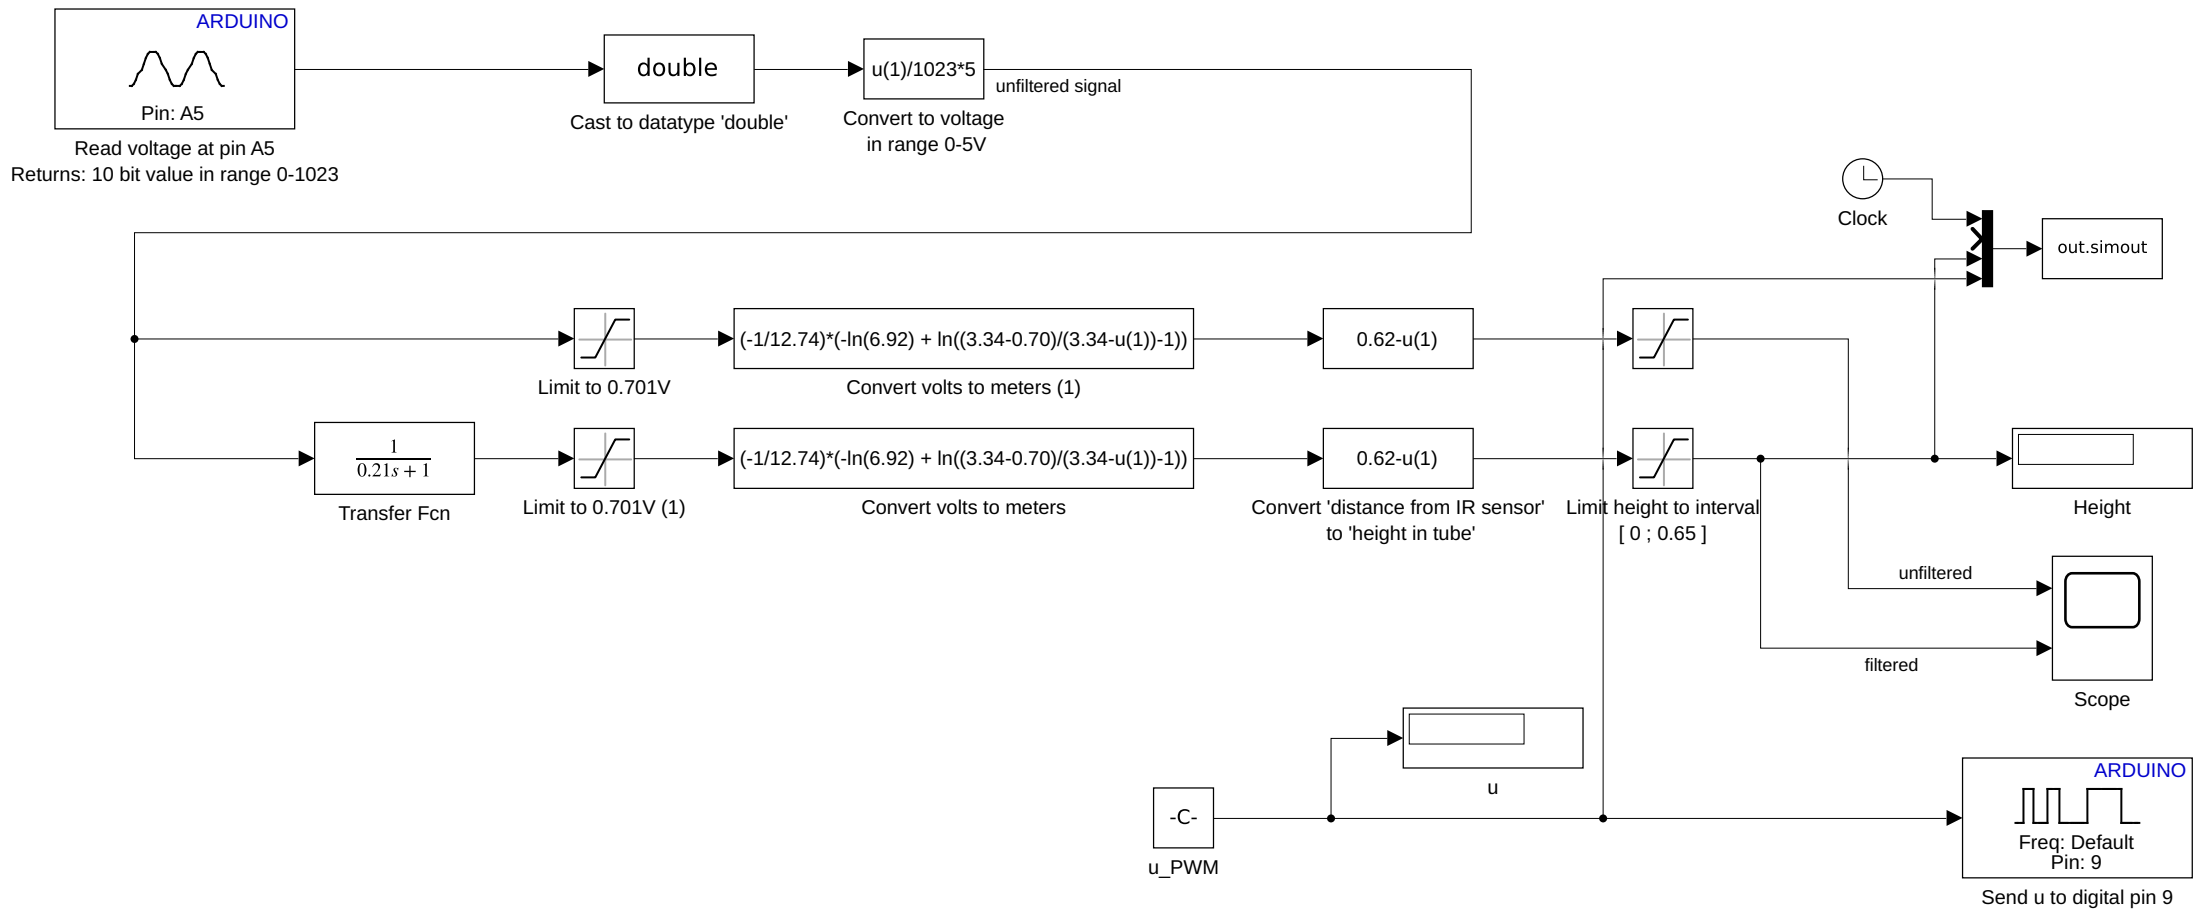 ARDUINO
Pin: A5
Read voltage at pin A5
Returns: 10 bit value in range 0-1023
double
Cast to datatype 'double'
u(1)/1023*5
Convert to voltage
in range 0-5V
unfiltered signal
Clock
out.simout
Limit to 0.701V
(-1/12.74)*(-ln(6.92) + ln((3.34-0.70)/(3.34-u(1))-1))
Convert volts to meters (1)
0.62-u(1)
1
0.21s + 1
Transfer Fcn
Limit to 0.701V (1)
(-1/12.74)*(-ln(6.92) + ln((3.34-0.70)/(3.34-u(1))-1))
Convert volts to meters
0.62-u(1)
Convert 'distance from IR sensor'
to 'height in tube'
Limit height to interval
[ 0 ; 0.65 ]
Height
unfiltered
filtered
Scope
u
-C-
u_PWM
ARDUINO
Freq: Default
Pin: 9
Send u to digital pin 9